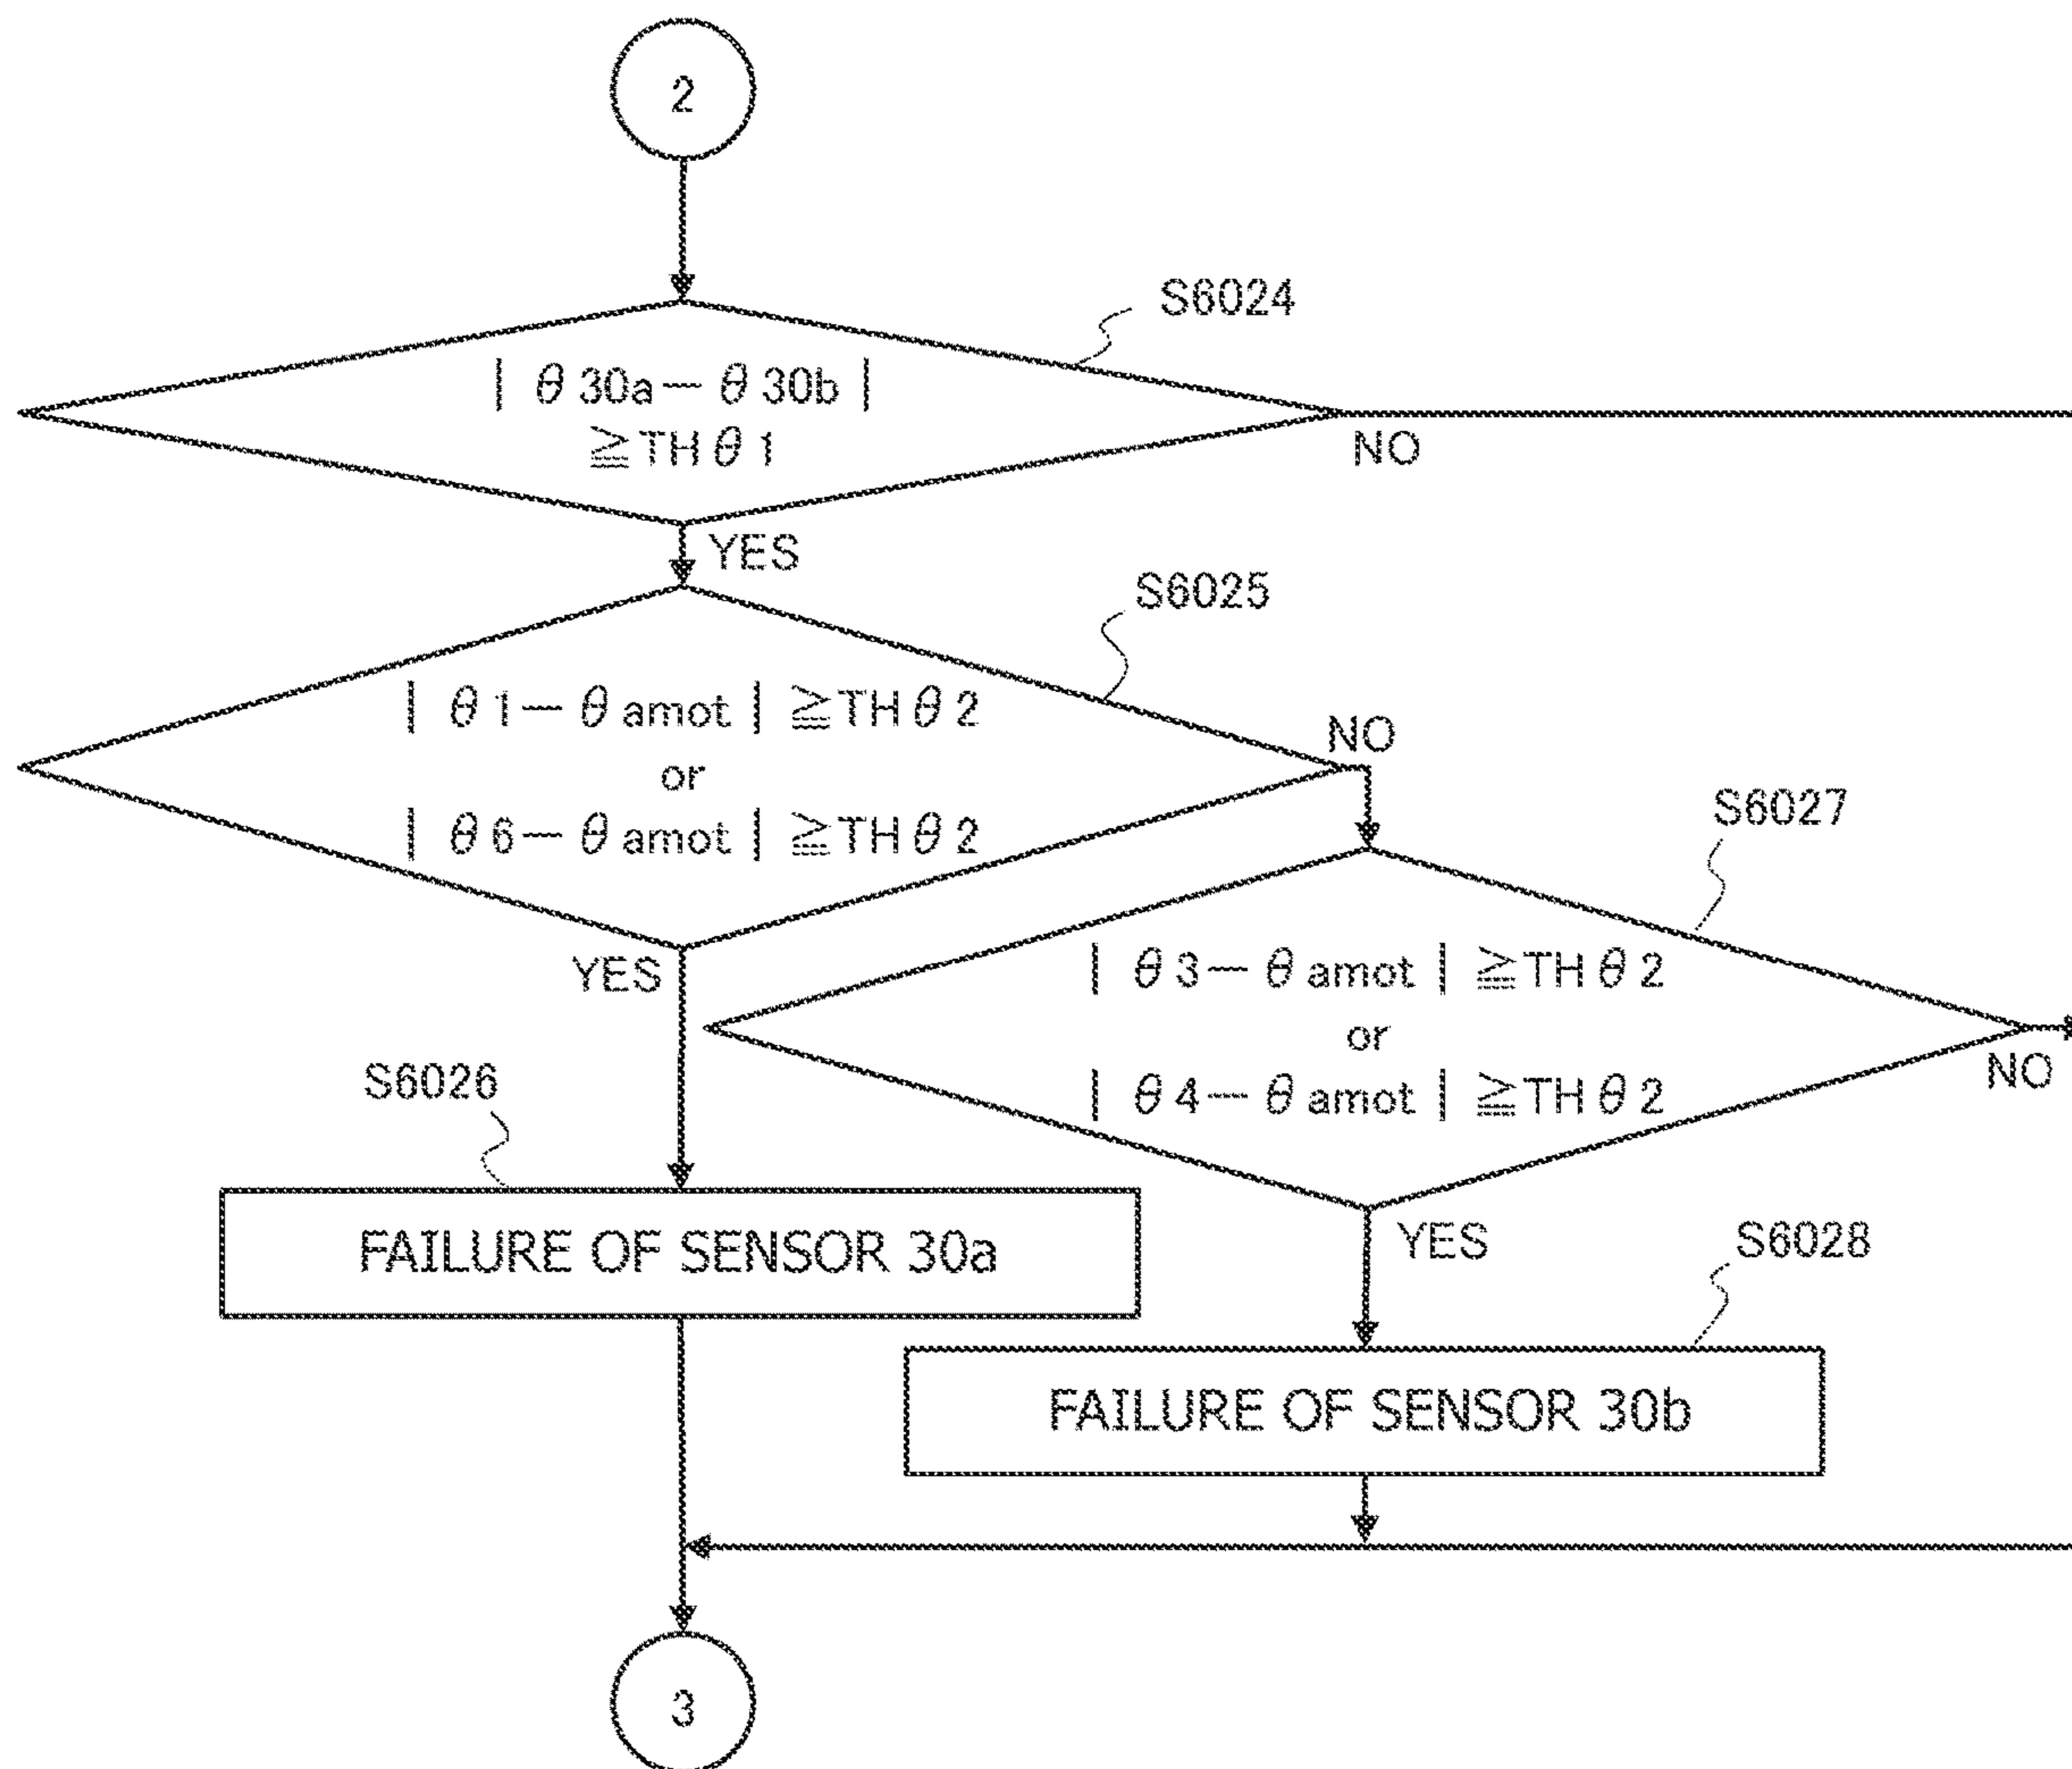 2
S6024
| θ 30a— θ 30b |
≧TH θ 1
NO
YES
S6025
| θ 1— θ amot | ≧TH θ 2
or
| θ 6— θ amot | ≧TH θ 2
NO
YES
S6027
| θ 3— θ amot | ≧TH θ 2
or
| θ 4— θ amot | ≧TH θ 2
NO
YES
S6026
FAILURE OF SENSOR 30a
S6028
FAILURE OF SENSOR 30b
3